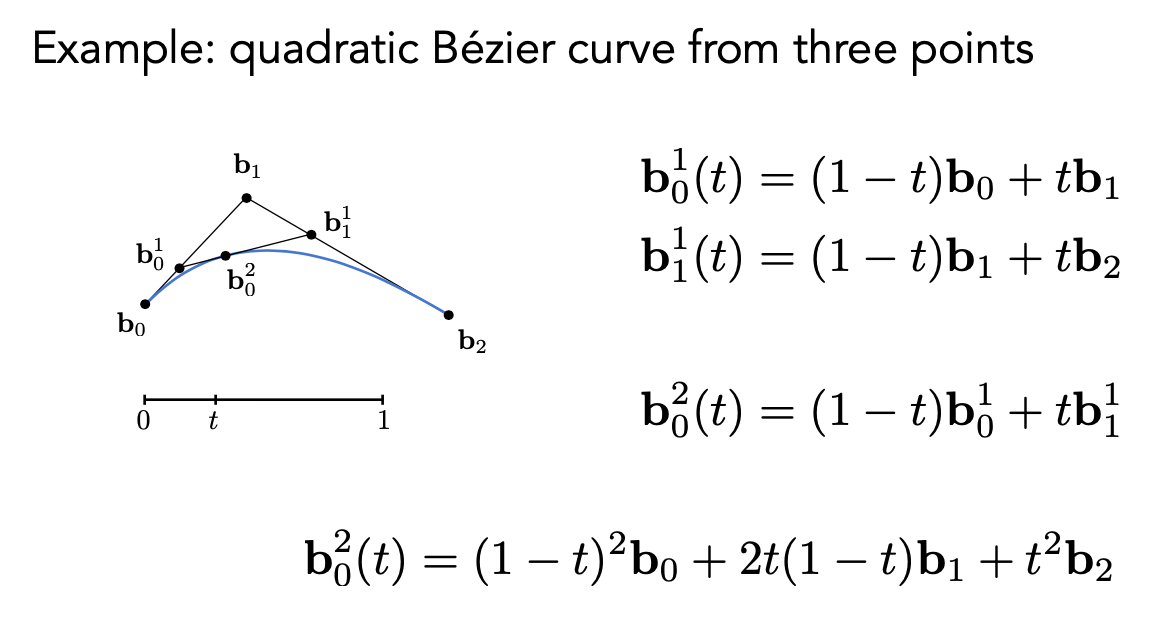 Example: quadratic Bézier curve from three points
b₁
b₁¹
b₀¹
b₀²
b₀
b₂
0 t 1
b₀¹(t) = (1 − t)b₀ + tb₁
b₁¹(t) = (1 − t)b₁ + tb₂
b₀²(t) = (1 − t)b₀¹ + tb₁¹
b₀²(t) = (1 − t)²b₀ + 2t(1 − t)b₁ + t²b₂